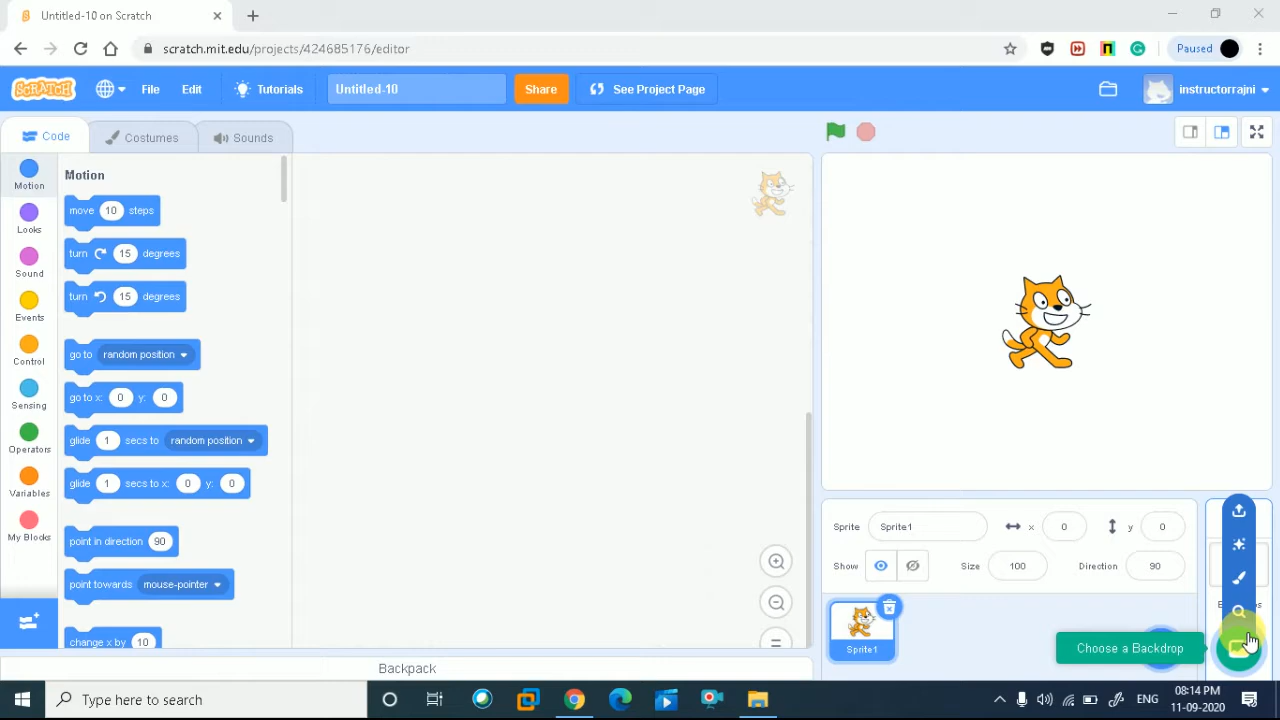 Untitled-10 on Scratch
scratch.mit.edu/projects/424685176/editor
Paused
SCRATCH
File
Edit
Tutorials
Untitled-10
Share
See Project Page
instructorrajni
Code
Costumes
Sounds
Motion
Looks
Sound
Events
Control
Sensing
Operators
Variables
My Blocks
Motion
move 10 steps
turn 15 degrees
turn 15 degrees
go to random position
go to x: 0 y: 0
glide 1 secs to random position
glide 1 secs to x: 0 y: 0
point in direction 90
point towards mouse-pointer
change x by 10
Sprite Sprite1 x 0 y 0
Show Size 100 Direction 90
Sprite1
Choose a Backdrop
Backpack
Type here to search
ENG
08:14 PM
11-09-2020